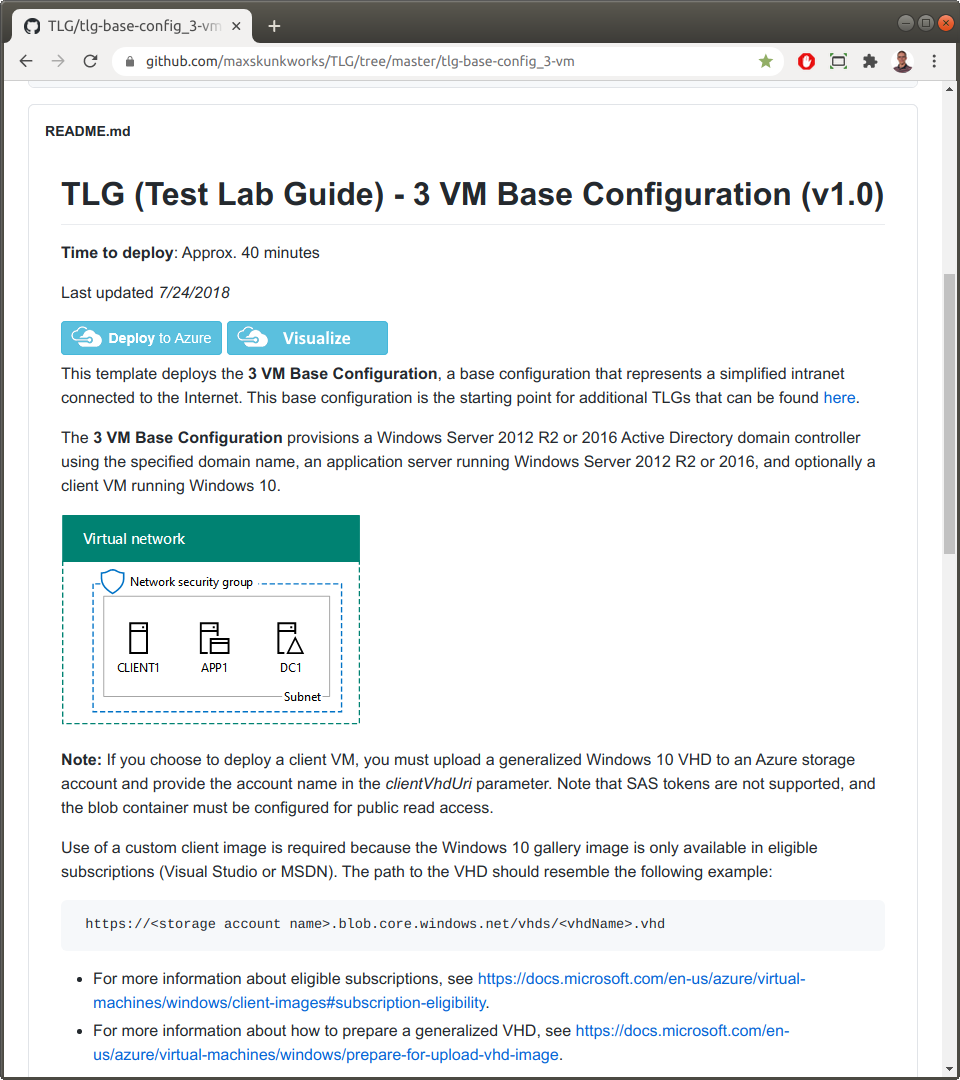 TLG/tlg-base-config_3-vm
github.com/maxskunkworks/TLG/tree/master/tlg-base-config_3-vm
README.md
TLG (Test Lab Guide) - 3 VM Base Configuration (v1.0)
Time to deploy: Approx. 40 minutes
Last updated 7/24/2018
Deploy to Azure
Visualize
This template deploys the 3 VM Base Configuration, a base configuration that represents a simplified intranet
connected to the Internet. This base configuration is the starting point for additional TLGs that can be found here.
The 3 VM Base Configuration provisions a Windows Server 2012 R2 or 2016 Active Directory domain controller
using the specified domain name, an application server running Windows Server 2012 R2 or 2016, and optionally a
client VM running Windows 10.
Virtual network
Network security group
CLIENT1
APP1
DC1
Subnet
Note: If you choose to deploy a client VM, you must upload a generalized Windows 10 VHD to an Azure storage
account and provide the account name in the clientVhdUri parameter. Note that SAS tokens are not supported, and
the blob container must be configured for public read access.
Use of a custom client image is required because the Windows 10 gallery image is only available in eligible
subscriptions (Visual Studio or MSDN). The path to the VHD should resemble the following example:
https://<storage account name>.blob.core.windows.net/vhds/<vhdName>.vhd
• For more information about eligible subscriptions, see https://docs.microsoft.com/en-us/azure/virtual-
machines/windows/client-images#subscription-eligibility.
• For more information about how to prepare a generalized VHD, see https://docs.microsoft.com/en-
us/azure/virtual-machines/windows/prepare-for-upload-vhd-image.